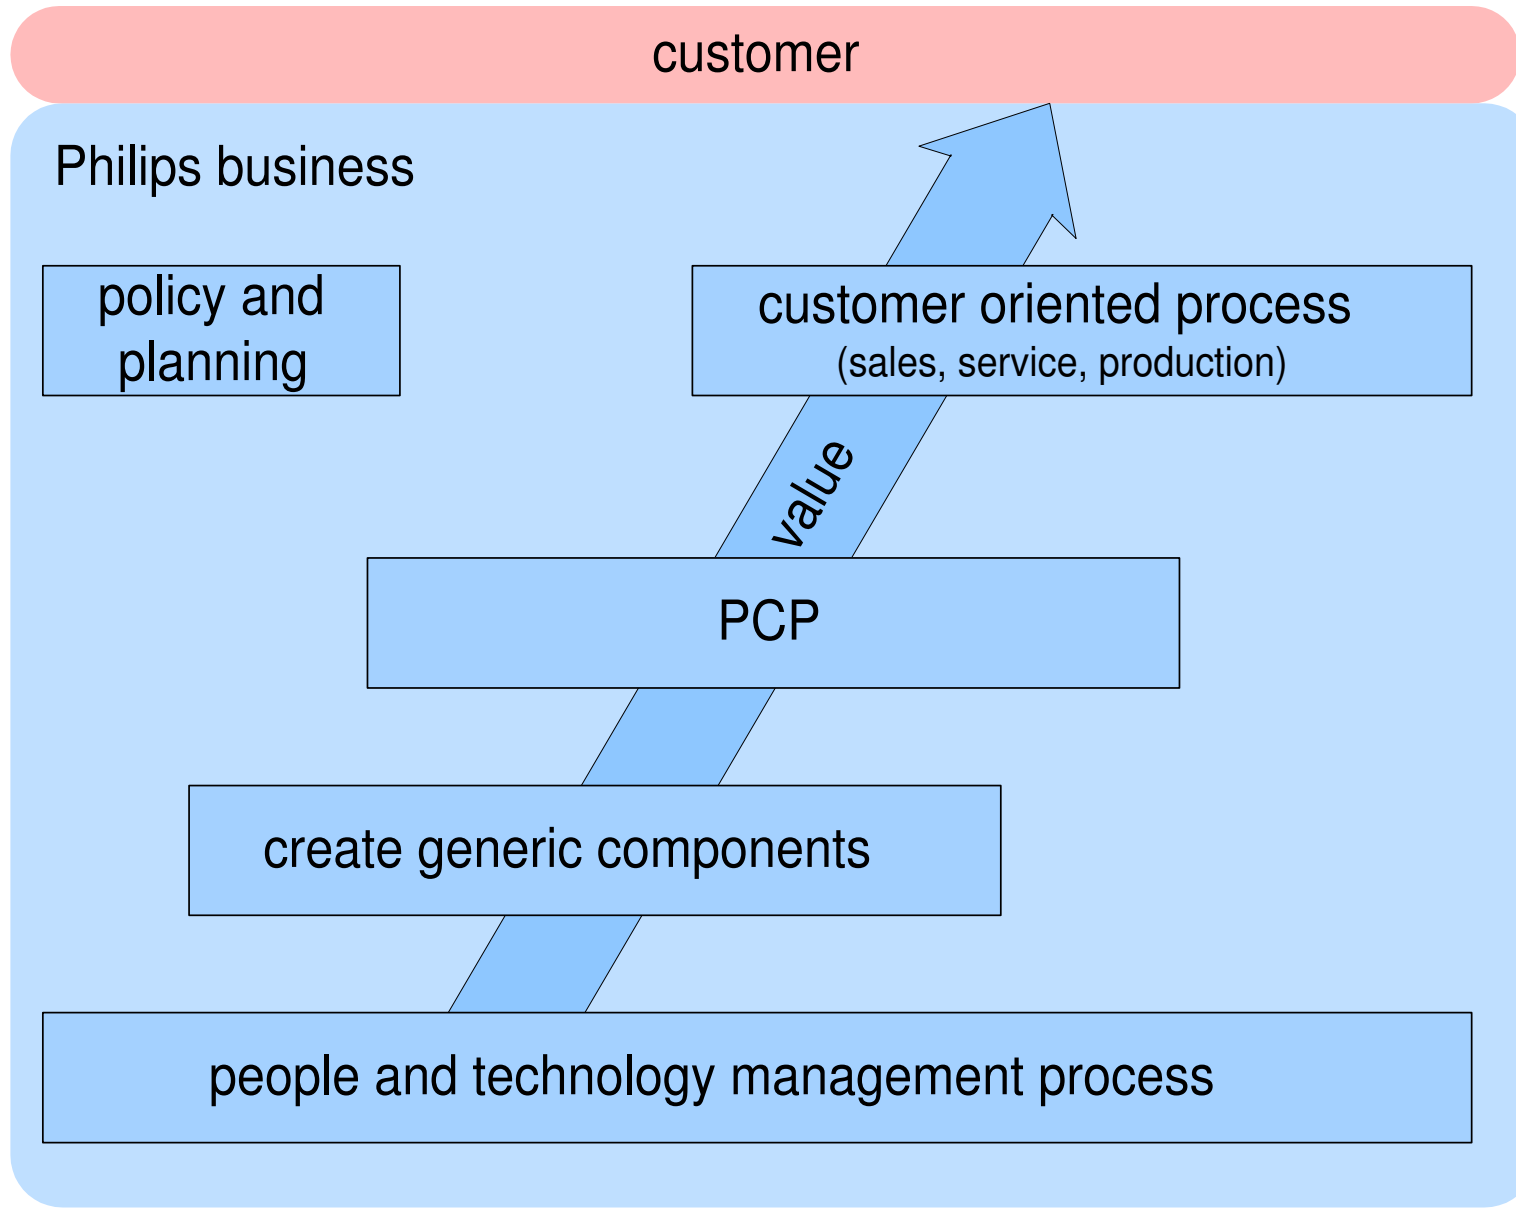 customer
Philips business
policy and
planning
customer oriented process
(sales, service, production)
value
PCP
create generic components
people and technology management process